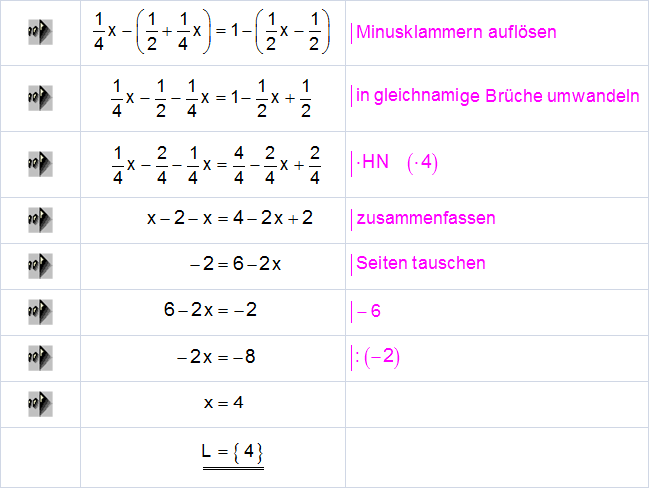 1/4 x − (1/2 + 1/4 x) = 1 − (1/2 x − 1/2) | Minusklammern auflösen
1/4 x − 1/2 − 1/4 x = 1 − 1/2 x + 1/2 | in gleichnamige Brüche umwandeln
1/4 x − 2/4 − 1/4 x = 4/4 − 2/4 x + 2/4 | ·HN (·4)
x − 2 − x = 4 − 2x + 2 | zusammenfassen
−2 = 6 − 2x | Seiten tauschen
6 − 2x = −2 | − 6
−2x = −8 | : (−2)
x = 4
L = { 4 }